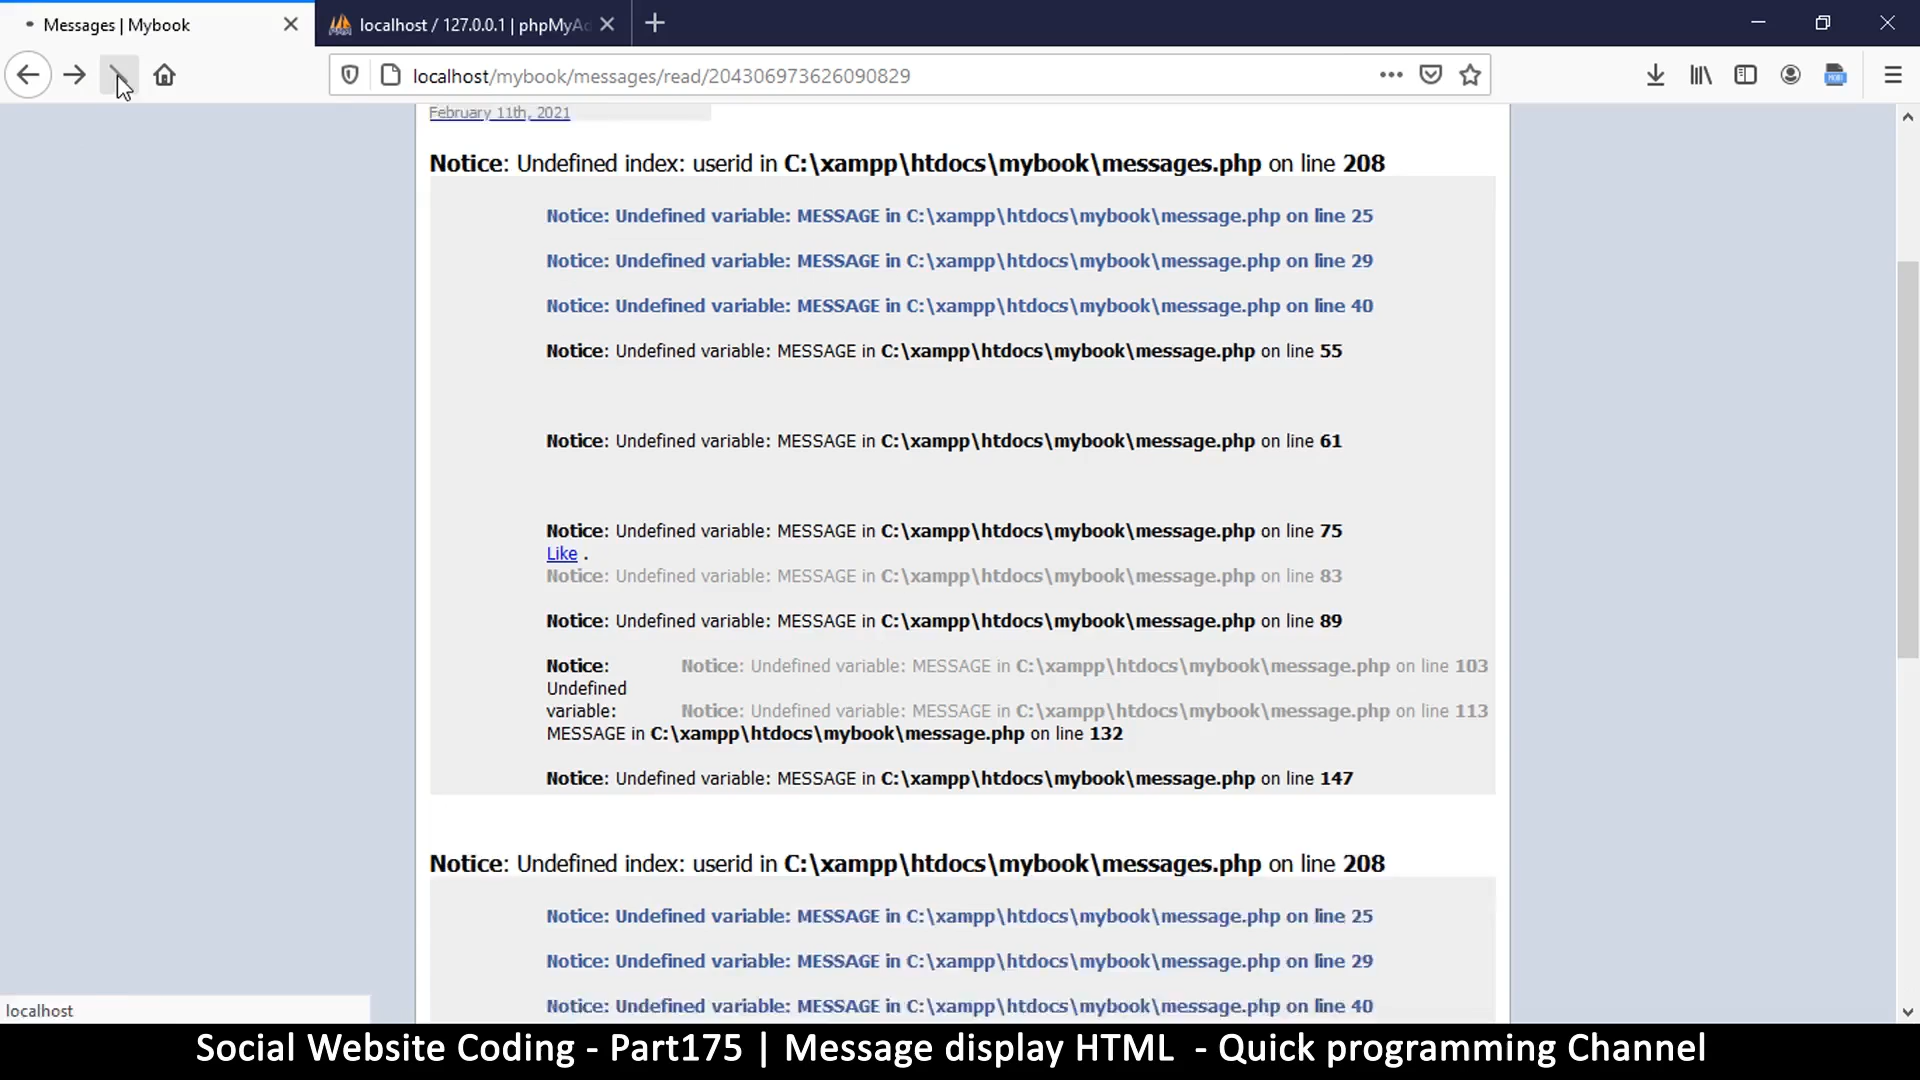 Messages | Mybook
localhost / 127.0.0.1 | phpMyAd
localhost/mybook/messages/read/204306973626090829
February 11th, 2021
Notice: Undefined index: userid in C:\xampp\htdocs\mybook\messages.php on line 208
Notice: Undefined variable: MESSAGE in C:\xampp\htdocs\mybook\message.php on line 25
Notice: Undefined variable: MESSAGE in C:\xampp\htdocs\mybook\message.php on line 29
Notice: Undefined variable: MESSAGE in C:\xampp\htdocs\mybook\message.php on line 40
Notice: Undefined variable: MESSAGE in C:\xampp\htdocs\mybook\message.php on line 55
Notice: Undefined variable: MESSAGE in C:\xampp\htdocs\mybook\message.php on line 61
Notice: Undefined variable: MESSAGE in C:\xampp\htdocs\mybook\message.php on line 75
Like .
Notice: Undefined variable: MESSAGE in C:\xampp\htdocs\mybook\message.php on line 83
Notice: Undefined variable: MESSAGE in C:\xampp\htdocs\mybook\message.php on line 89
Notice: Notice: Undefined variable: MESSAGE in C:\xampp\htdocs\mybook\message.php on line 103
Undefined
variable: Notice: Undefined variable: MESSAGE in C:\xampp\htdocs\mybook\message.php on line 113
MESSAGE in C:\xampp\htdocs\mybook\message.php on line 132
Notice: Undefined variable: MESSAGE in C:\xampp\htdocs\mybook\message.php on line 147
Notice: Undefined index: userid in C:\xampp\htdocs\mybook\messages.php on line 208
Notice: Undefined variable: MESSAGE in C:\xampp\htdocs\mybook\message.php on line 25
Notice: Undefined variable: MESSAGE in C:\xampp\htdocs\mybook\message.php on line 29
Notice: Undefined variable: MESSAGE in C:\xampp\htdocs\mybook\message.php on line 40
localhost
Social Website Coding - Part175 | Message display HTML - Quick programming Channel